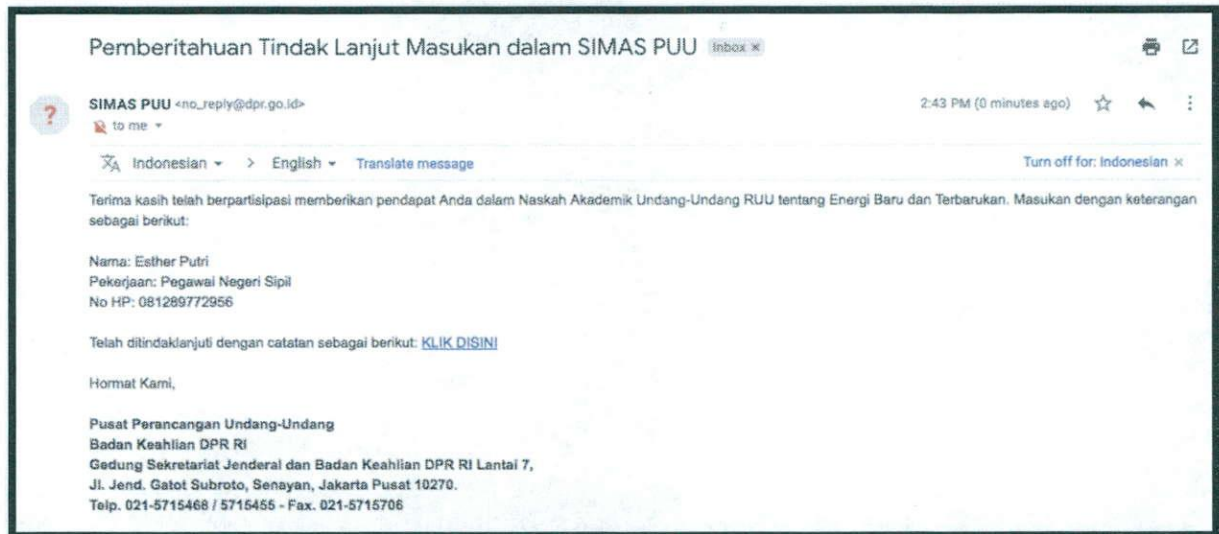 Pemberitahuan Tindak Lanjut Masukan dalam SIMAS PUU Inbox ×
?
SIMAS PUU <no_reply@dpr.go.id>
2:43 PM (0 minutes ago)
to me
Indonesian > English Translate message
Turn off for: Indonesian ×
Terima kasih telah berpartisipasi memberikan pendapat Anda dalam Naskah Akademik Undang-Undang RUU tentang Energi Baru dan Terbarukan. Masukan dengan keterangan
sebagai berikut:
Nama: Esther Putri
Pekerjaan: Pegawai Negeri Sipil
No HP: 081289772956
Telah ditindaklanjuti dengan catatan sebagai berikut: KLIK DISINI
Hormat Kami,
Pusat Perancangan Undang-Undang
Badan Keahlian DPR RI
Gedung Sekretariat Jenderal dan Badan Keahlian DPR RI Lantai 7,
Jl. Jend. Gatot Subroto, Senayan, Jakarta Pusat 10270.
Telp. 021-5715468 / 5715455 - Fax. 021-5715706